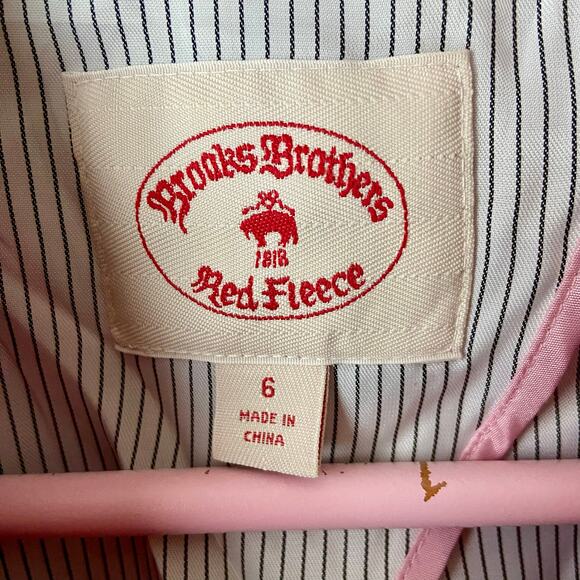 Brooks Brothers
1818
Red Fleece
6
MADE IN
CHINA